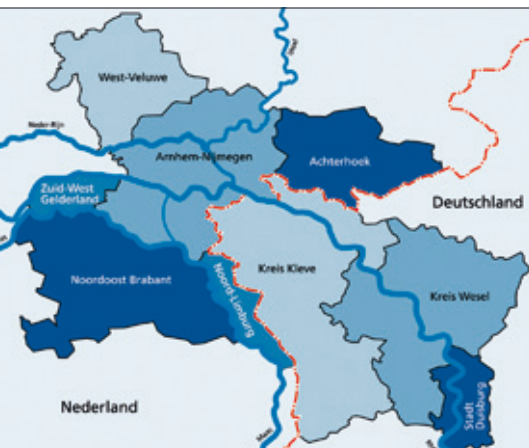 West-Veluwe
Neder-Rijn
Arnhem-Nijmegen
Achterhoek
Zuid-West
Gelderland
Deutschland
Noordoost Brabant
Noord-Limburg
Kreis Kleve
Kreis Wesel
Stadt
Duisburg
Nederland
Maas